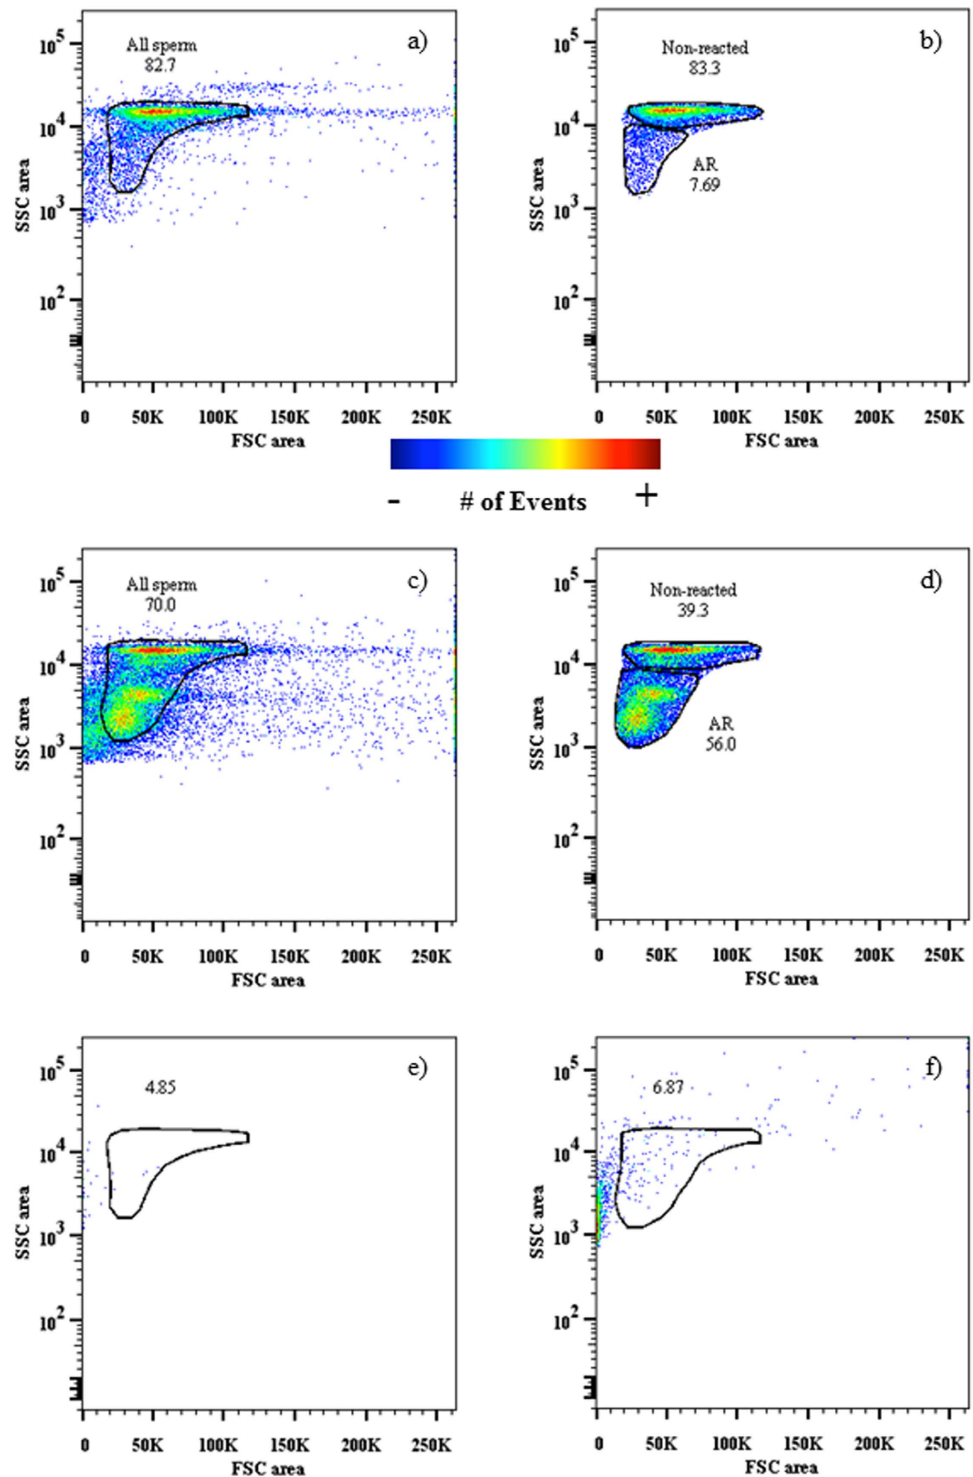 a)
All sperm
82.7
10^5
10^4
10^3
10^2
SSC area
0 50K 100K 150K 200K 250K
FSC area
b)
Non-reacted
83.3
AR
7.69
10^5
10^4
10^3
10^2
SSC area
0 50K 100K 150K 200K 250K
FSC area
- # of Events +
c)
All sperm
70.0
10^5
10^4
10^3
10^2
SSC area
0 50K 100K 150K 200K 250K
FSC area
d)
Non-reacted
39.3
AR
56.0
10^5
10^4
10^3
10^2
SSC area
0 50K 100K 150K 200K 250K
FSC area
e)
4.85
10^5
10^4
10^3
10^2
SSC area
0 50K 100K 150K 200K 250K
FSC area
f)
6.87
10^5
10^4
10^3
10^2
SSC area
0 50K 100K 150K 200K 250K
FSC area